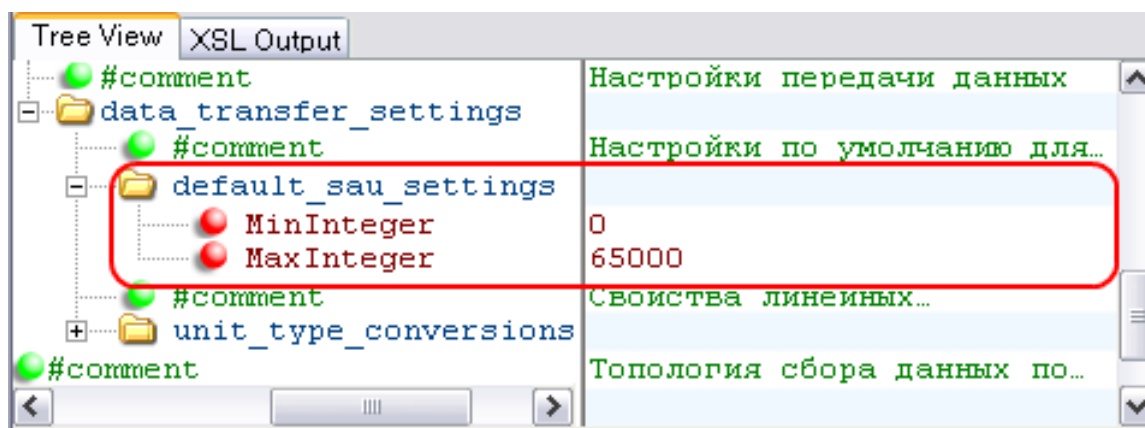 Tree View XSL Output
#comment Настройки передачи данных
data_transfer_settings
#comment Настройки по умолчанию для…
default_sau_settings
MinInteger 0
MaxInteger 65000
#comment Свойства линейных…
unit_type_conversions
#comment Топология сбора данных по…